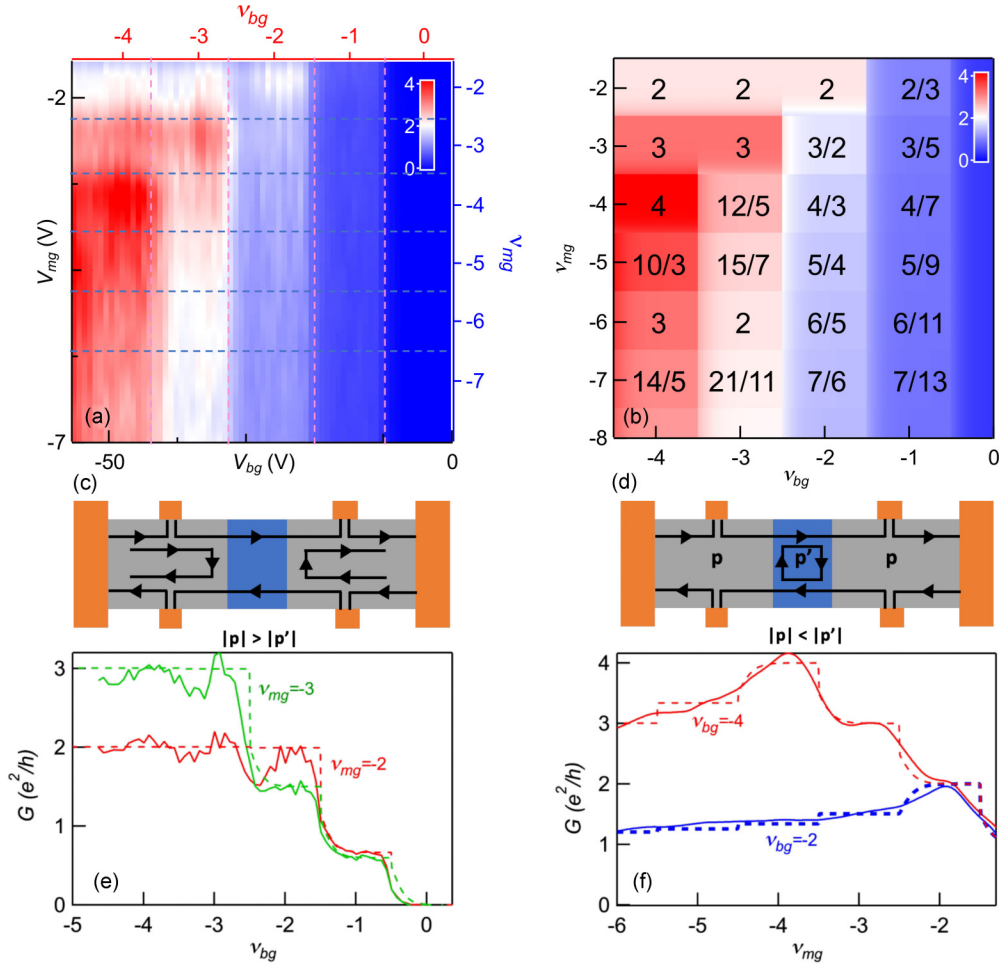 ν_bg
-4 -3 -2 -1 0
4
2
0
-2
-7
V_mg (V)
-2
-3
-4
-5
-6
-7
ν_mg
(a)
-50 0
V_bg (V)
(b)
4
2
0
2 2 2 2/3
3 3 3/2 3/5
4 12/5 4/3 4/7
10/3 15/7 5/4 5/9
3 2 6/5 6/11
14/5 21/11 7/6 7/13
-2
-3
-4
-5
-6
-7
-8
ν_mg
-4 -3 -2 -1 0
ν_bg
(c)
|p| > |p'|
(d)
p p' p
|p| < |p'|
(e)
3
2
1
0
G (e²/h)
ν_mg=-3
ν_mg=-2
-5 -4 -3 -2 -1 0
ν_bg
(f)
4
3
2
1
0
G (e²/h)
ν_bg=-4
ν_bg=-2
-6 -5 -4 -3 -2
ν_mg